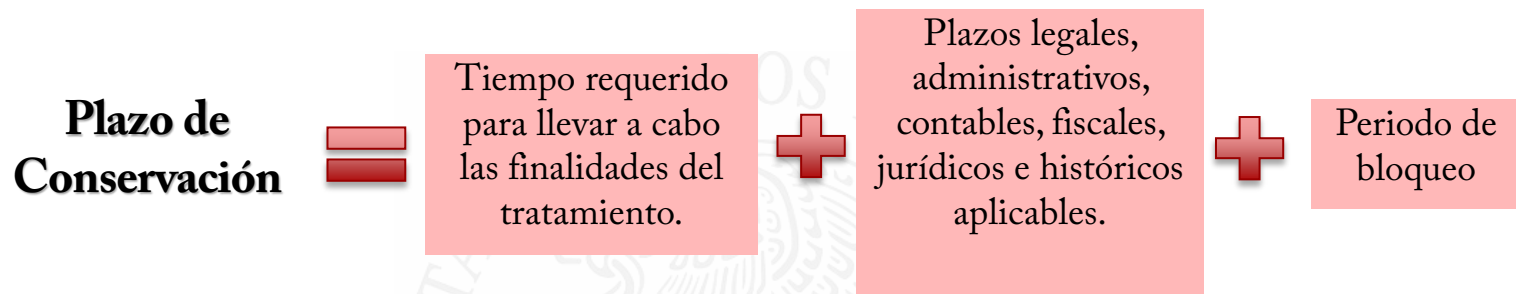 Plazo de
Conservación
Tiempo requerido
para llevar a cabo
las finalidades del
tratamiento.
Plazos legales,
administrativos,
contables, fiscales,
jurídicos e históricos
aplicables.
Periodo de
bloqueo